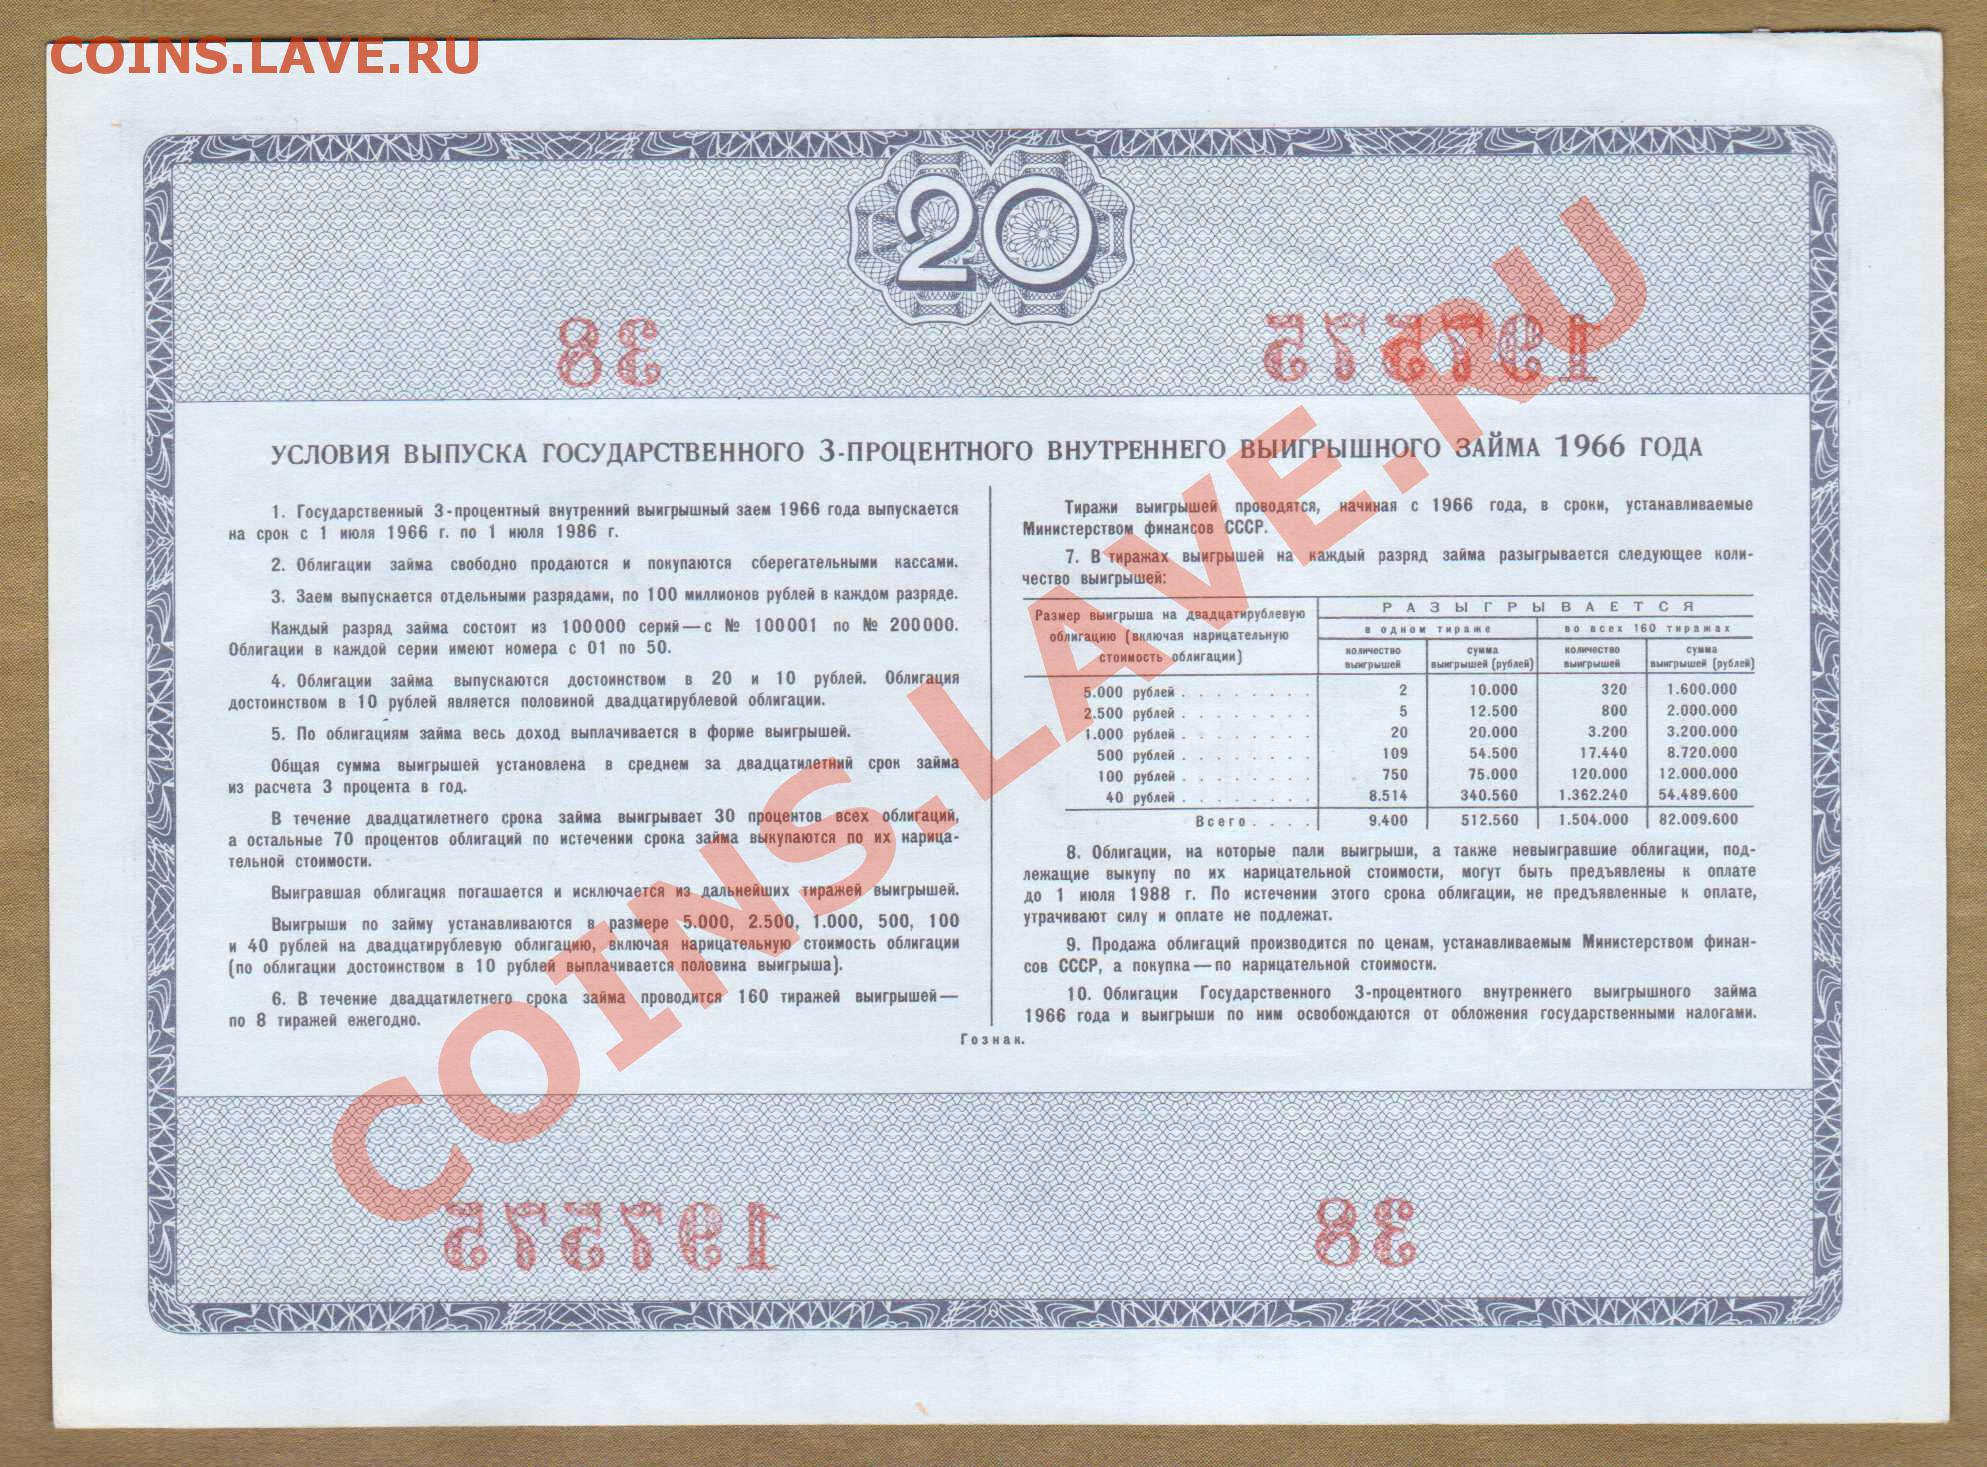 COINS.LAVE.RU
20
38
197575
УСЛОВИЯ ВЫПУСКА ГОСУДАРСТВЕННОГО 3-ПРОЦЕНТНОГО ВНУТРЕННЕГО ВЫИГРЫШНОГО ЗАЙМА 1966 ГОДА
1. Государственный 3-процентный внутренний выигрышный заем 1966 года выпускается
на срок с 1 июля 1966 г. по 1 июля 1986 г.
2. Облигации займа свободно продаются и покупаются сберегательными кассами.
3. Заем выпускается отдельными разрядами, по 100 миллионов рублей в каждом разряде.
Каждый разряд займа состоит из 100000 серий — с № 100001 по № 200000.
Облигации в каждой серии имеют номера с 01 по 50.
4. Облигации займа выпускаются достоинством в 20 и 10 рублей. Облигация
достоинством в 10 рублей является половиной двадцатирублевой облигации.
5. По облигациям займа весь доход выплачивается в форме выигрышей.
Общая сумма выигрышей установлена в среднем за двадцатилетний срок займа
из расчета 3 процента в год.
В течение двадцатилетнего срока займа выигрывает 30 процентов всех облигаций,
а остальные 70 процентов облигаций по истечении срока займа выкупаются по их нарица-
тельной стоимости.
Выигравшая облигация погашается и исключается из дальнейших тиражей выигрышей.
Выигрыши по займу устанавливаются в размере 5.000, 2.500, 1.000, 500, 100
и 40 рублей на двадцатирублевую облигацию, включая нарицательную стоимость облигации
(по облигации достоинством в 10 рублей выплачивается половина выигрыша).
6. В течение двадцатилетнего срока займа проводится 160 тиражей выигрышей —
по 8 тиражей ежегодно.
Тиражи выигрышей проводятся, начиная с 1966 года, в сроки, устанавливаемые
Министерством финансов СССР.
7. В тиражах выигрышей на каждый разряд займа разыгрывается следующее коли-
чество выигрышей:
Размер выигрыша на двадцатирублевую
облигацию (включая нарицательную
стоимость облигации)
РАЗЫГРЫВАЕТСЯ
в одном тираже во всех 160 тиражах
количество выигрышей сумма выигрышей (рублей) количество выигрышей сумма выигрышей (рублей)
5.000 рублей . . . . . . . . 2 10.000 320 1.600.000
2.500 рублей . . . . . . . . 5 12.500 800 2.000.000
1.000 рублей . . . . . . . . 20 20.000 3.200 3.200.000
500 рублей . . . . . . . . 109 54.500 17.440 8.720.000
100 рублей . . . . . . . . 750 75.000 120.000 12.000.000
40 рублей . . . . . . . . 8.514 340.560 1.362.240 54.489.600
Всего . . . . 9.400 512.560 1.504.000 82.009.600
8. Облигации, на которые пали выигрыши, а также невыигравшие облигации, под-
лежащие выкупу по их нарицательной стоимости, могут быть предъявлены к оплате
до 1 июля 1988 г. По истечении этого срока облигации, не предъявленные к оплате,
утрачивают силу и оплате не подлежат.
9. Продажа облигаций производится по ценам, устанавливаемым Министерством финан-
сов СССР, а покупка — по нарицательной стоимости.
10. Облигации Государственного 3-процентного внутреннего выигрышного займа
1966 года и выигрыши по ним освобождаются от обложения государственными налогами.
Гознак.
COINS.LAVE.RU
197575
38